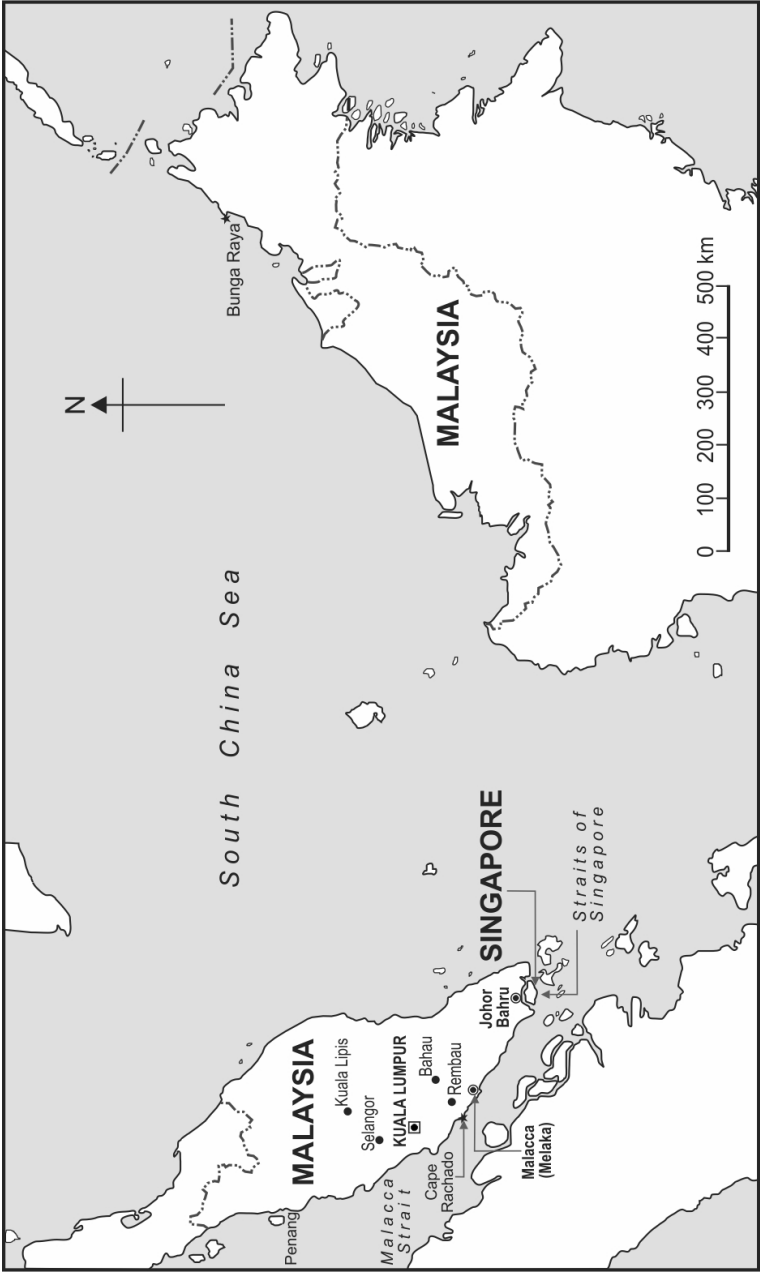 N
South China Sea
Bunga Raya
MALAYSIA
0 100 200 300 400 500 km
MALAYSIA
Kuala Lipis
Selangor
KUALA LUMPUR
Bahau
Rembau
Penang
Malacca
Strait
Cape
Rachado
Malacca
(Melaka)
Johor
Bahru
SINGAPORE
Straits of
Singapore